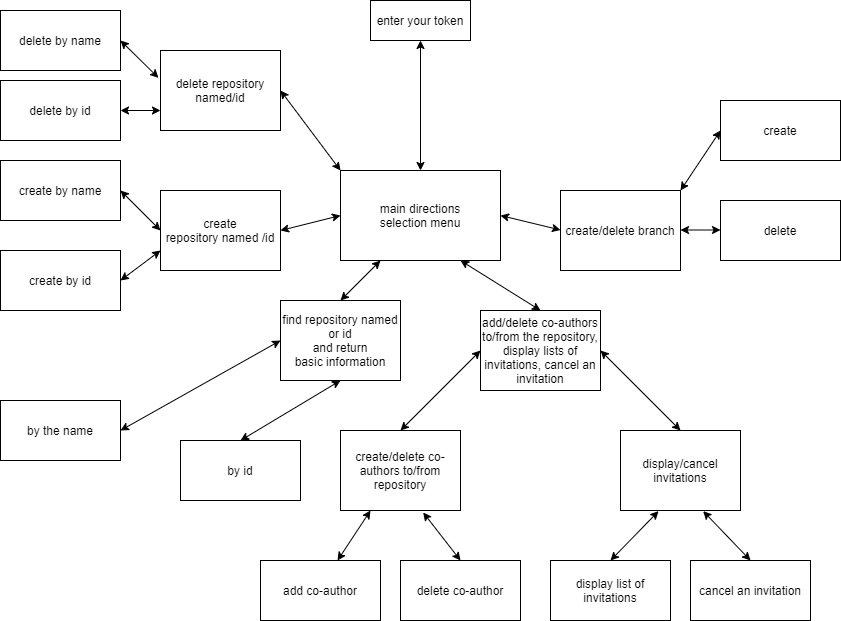 enter your token
delete by name
delete repository
named/id
delete by id
create
main directions
selection menu
create by name
create
repository named /id
create/delete branch
delete
create by id
find repository named
or id
and return
basic information
add/delete co-authors
to/from the repository,
display lists of
invitations, cancel an
invitation
by the name
by id
create/delete co-
authors to/from
repository
display/cancel
invitations
add co-author
delete co-author
display list of
invitations
cancel an invitation